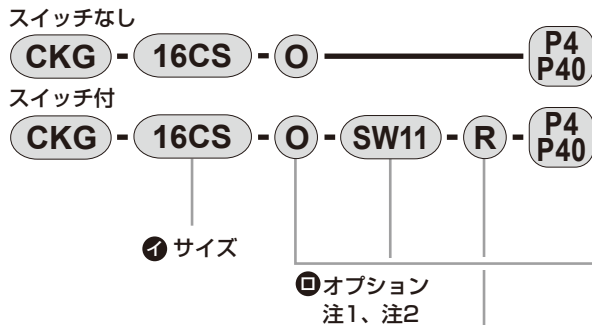 スイッチなし
CKG - 16CS - O P4 P40
スイッチ付
CKG - 16CS - O - SW11 - R - P4 P40
イ サイズ
ロ オプション
注1、注2